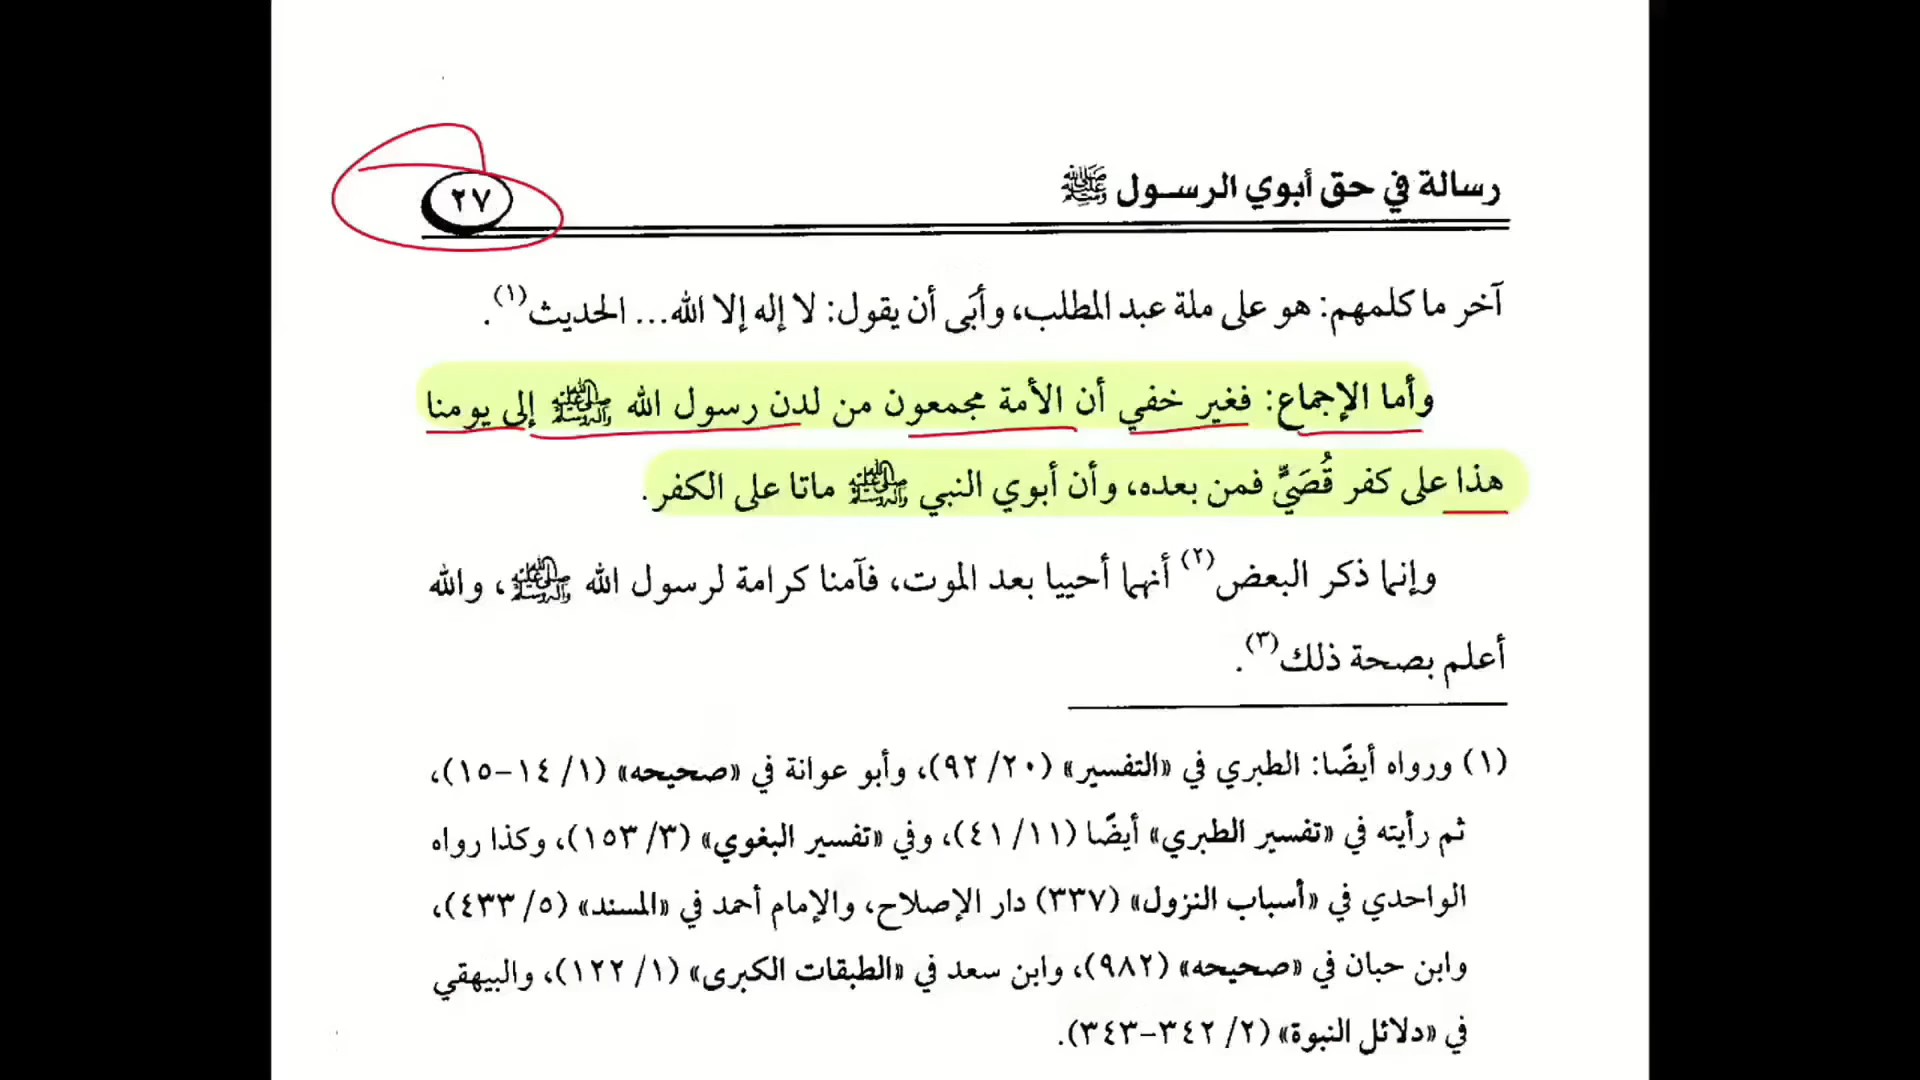 رسالة في حق أبوي الرسول ﷺ
٢٧
آخر ما كلمهم: هو على ملة عبد المطلب، وأبَى أن يقول: لا إله إلا الله... الحديث(١).
وأما الإجماع: فغير خفي أن الأمة مجمعون من لدن رسول الله ﷺ إلى يومنا
هذا على كفر قُصَيٍّ فمن بعده، وأن أبوي النبي ﷺ ماتا على الكفر.
وإنما ذكر البعض(٢) أنهما أحييا بعد الموت، فآمنا كرامة لرسول الله ﷺ، والله
أعلم بصحة ذلك(٣).
(١) ورواه أيضًا: الطبري في «التفسير» (٢٠/ ٩٢)، وأبو عوانة في «صحيحه» (١/ ١٤-١٥)،
ثم رأيته في «تفسير الطبري» أيضًا (١١/ ٤١)، وفي «تفسير البغوي» (٣/ ١٥٣)، وكذا رواه
الواحدي في «أسباب النزول» (٣٣٧) دار الإصلاح، والإمام أحمد في «المسند» (٥/ ٤٣٣)،
وابن حبان في «صحيحه» (٩٨٢)، وابن سعد في «الطبقات الكبرى» (١/ ١٢٢)، والبيهقي
في «دلائل النبوة» (٢/ ٣٤٢-٣٤٣).